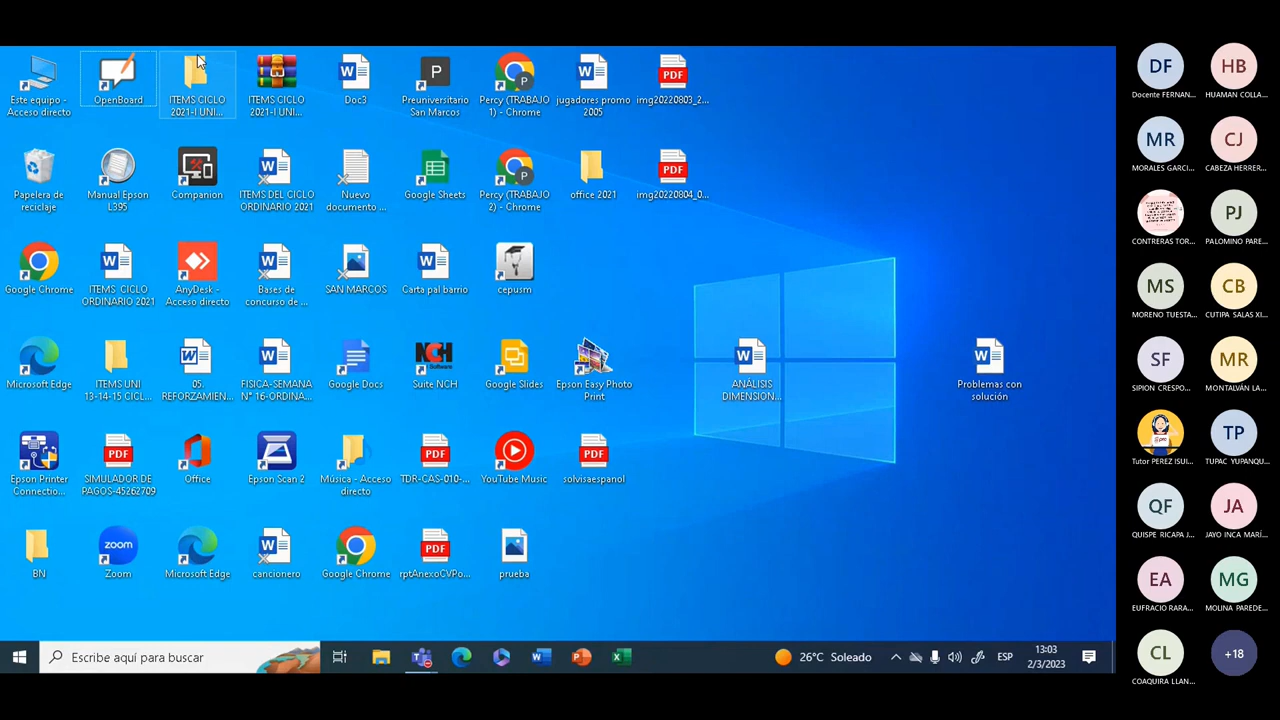 Este equipo -
Acceso directo
OpenBoard
ITEMS CICLO
2021-I UNI...
ITEMS CICLO
2021-I UNI...
Doc3
P
Preuniversitario
San Marcos
P
Percy (TRABAJO
1) - Chrome
jugadores promo
2005
PDF
img20220803_2...
Papelera de
reciclaje
Manual Epson
L395
Companion
ITEMS DEL CICLO
ORDINARIO 2021
Nuevo
documento ...
Google Sheets
P
Percy (TRABAJO
2) - Chrome
office 2021
PDF
img20220804_0...
Google Chrome
ITEMS CICLO
ORDINARIO 2021
AnyDesk -
Acceso directo
Bases de
concurso de ...
SAN MARCOS
Carta pal barrio
cepusm
Microsoft Edge
ITEMS UNI
13-14-15 CICL...
05.
REFORZAMIEN...
FISICA-SEMANA
N° 16-ORDINA...
Google Docs
NCH
Software
Suite NCH
Google Slides
Epson Easy Photo
Print
ANÁLISIS
DIMENSION...
Problemas con
solución
Epson Printer
Connectio...
PDF
SIMULADOR DE
PAGOS-45262709
Office
Epson Scan 2
Música - Acceso
directo
PDF
TDR-CAS-010-...
YouTube Music
PDF
solvisaespanol
BN
zoom
Zoom
Microsoft Edge
cancionero
Google Chrome
PDF
rptAnexoCVPo...
prueba
Escribe aquí para buscar
26°C Soleado
ESP
13:03
2/3/2023
DF
Docente FERNAN...
HB
HUAMAN COLLA...
MR
MORALES GARCI...
CJ
CABEZA HERRER...
CONTRERAS TOR...
PJ
PALOMINO PARE...
MS
MORENO TUESTA...
CB
CUTIPA SALAS XI...
SF
SIPION CRESPO...
MR
MONTALVÁN LA...
Tutor PEREZ ISUI...
TP
TUPAC YUPANQU...
QF
QUISPE RICAPA J...
JA
JAYO INCA MARÍ...
EA
EUFRACIO RARA...
MG
MOLINA PAREDE...
CL
COAQUIRA LLAN...
+18